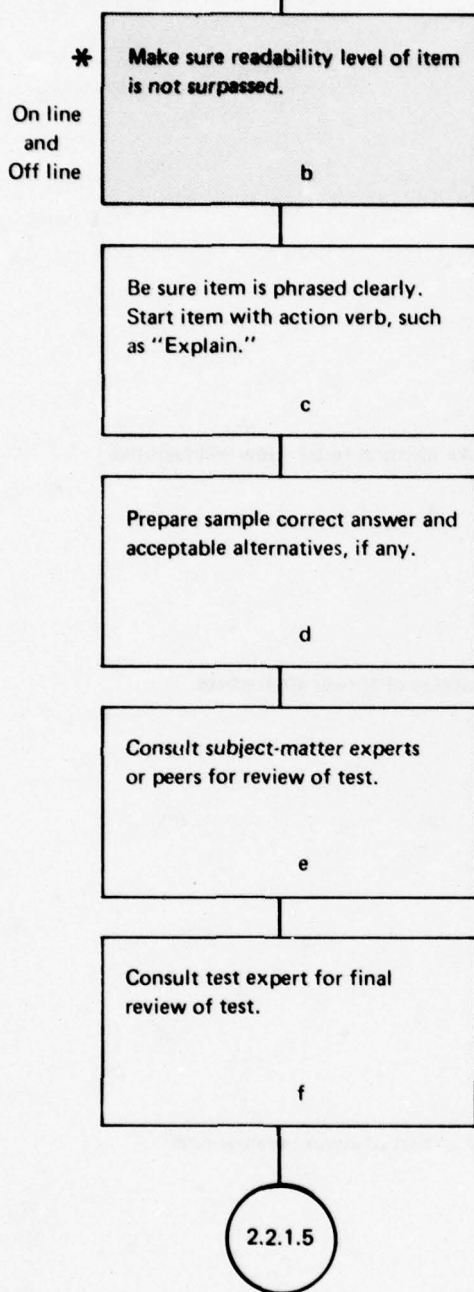 *
On line
and
Off line
Make sure readability level of item
is not surpassed.
b
Be sure item is phrased clearly.
Start item with action verb, such
as “Explain.”
c
Prepare sample correct answer and
acceptable alternatives, if any.
d
Consult subject-matter experts
or peers for review of test.
e
Consult test expert for final
review of test.
f
2.2.1.5